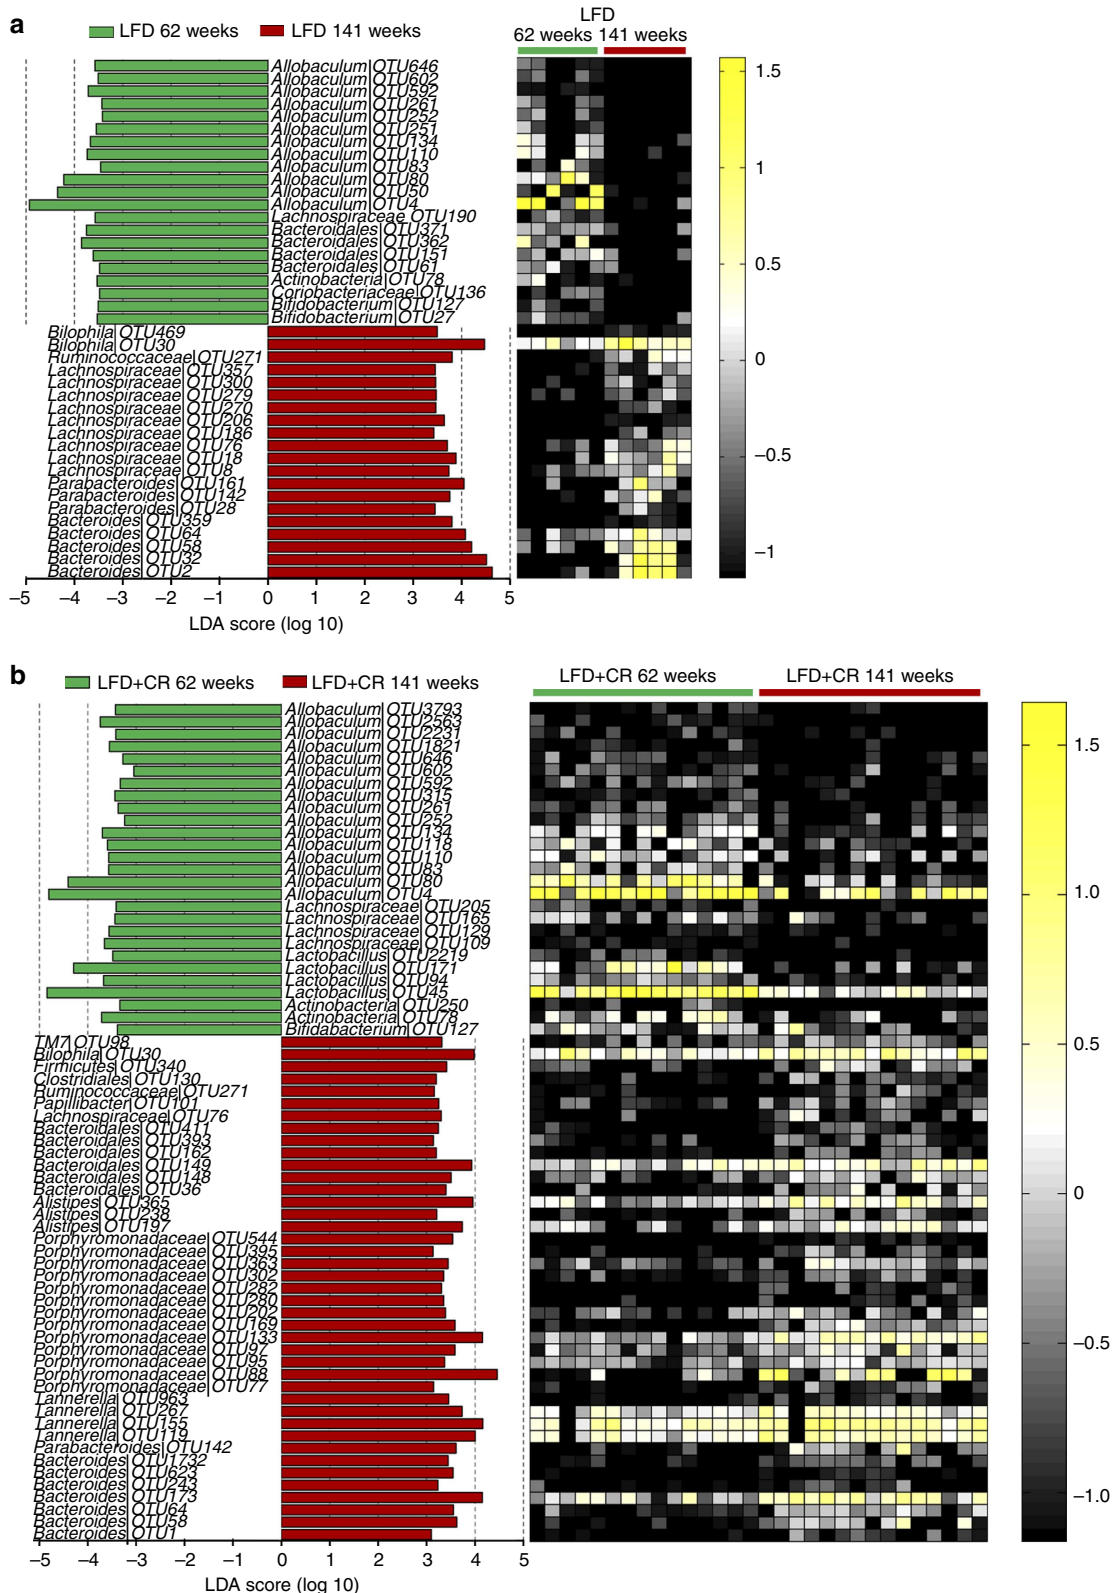 a
LFD 62 weeks LFD 141 weeks
LFD
62 weeks 141 weeks
Allobaculum|OTU646
Allobaculum|OTU602
Allobaculum|OTU592
Allobaculum|OTU261
Allobaculum|OTU252
Allobaculum|OTU251
Allobaculum|OTU134
Allobaculum|OTU110
Allobaculum|OTU83
Allobaculum|OTU80
Allobaculum|OTU50
Allobaculum|OTU4
Lachnospiraceae OTU190
Bacteroidales|OTU371
Bacteroidales|OTU362
Bacteroidales|OTU151
Bacteroidales|OTU61
Actinobacteria|OTU78
Coriobacteriaceae|OTU136
Bifidobacterium|OTU127
Bifidobacterium|OTU27
Bilophila|OTU469
Bilophila|OTU30
Ruminococcaceae|OTU271
Lachnospiraceae|OTU357
Lachnospiraceae|OTU300
Lachnospiraceae|OTU279
Lachnospiraceae|OTU270
Lachnospiraceae|OTU206
Lachnospiraceae|OTU186
Lachnospiraceae|OTU76
Lachnospiraceae|OTU18
Lachnospiraceae|OTU8
Parabacteroides|OTU161
Parabacteroides|OTU142
Parabacteroides|OTU28
Bacteroides|OTU359
Bacteroides|OTU64
Bacteroides|OTU58
Bacteroides|OTU32
Bacteroides|OTU2
−5 −4 −3 −2 −1 0 1 2 3 4 5
LDA score (log 10)
1.5
1
0.5
0
−0.5
−1
b
LFD+CR 62 weeks LFD+CR 141 weeks
LFD+CR 62 weeks LFD+CR 141 weeks
Allobaculum|OTU3793
Allobaculum|OTU2563
Allobaculum|OTU2231
Allobaculum|OTU1821
Allobaculum|OTU646
Allobaculum|OTU602
Allobaculum|OTU592
Allobaculum|OTU315
Allobaculum|OTU261
Allobaculum|OTU252
Allobaculum|OTU134
Allobaculum|OTU118
Allobaculum|OTU110
Allobaculum|OTU83
Allobaculum|OTU80
Allobaculum|OTU4
Lachnospiraceae|OTU205
Lachnospiraceae|OTU165
Lachnospiraceae|OTU129
Lachnospiraceae|OTU109
Lactobacillus|OTU2219
Lactobacillus|OTU171
Lactobacillus|OTU94
Lactobacillus|OTU45
Actinobacteria|OTU250
Actinobacteria|OTU78
Bifidabacterium|OTU127
TM7|OTU98
Bilophila|OTU30
Firmicutes|OTU340
Clostridiales|OTU130
Ruminococcaceae|OTU271
Papillibacter|OTU101
Lachnospiraceae|OTU76
Bacteroidales|OTU411
Bacteroidales|OTU393
Bacteroidales|OTU162
Bacteroidales|OTU149
Bacteroidales|OTU148
Bacteroidales|OTU36
Alistipes|OTU365
Alistipes|OTU238
Alistipes|OTU197
Porphyromonadaceae|OTU544
Porphyromonadaceae|OTU395
Porphyromonadaceae|OTU363
Porphyromonadaceae|OTU302
Porphyromonadaceae|OTU282
Porphyromonadaceae|OTU280
Porphyromonadaceae|OTU202
Porphyromonadaceae|OTU169
Porphyromonadaceae|OTU133
Porphyromonadaceae|OTU97
Porphyromonadaceae|OTU95
Porphyromonadaceae|OTU88
Porphyromonadaceae|OTU77
Tannerella|OTU963
Tannerella|OTU267
Tannerella|OTU155
Tannerella|OTU119
Parabacteroides|OTU142
Bacteroides|OTU1732
Bacteroides|OTU623
Bacteroides|OTU243
Bacteroides|OTU173
Bacteroides|OTU64
Bacteroides|OTU58
Bacteroides|OTU1
−5 −4 −3 −2 −1 0 1 2 3 4 5
LDA score (log 10)
1.5
1.0
0.5
0
−0.5
−1.0